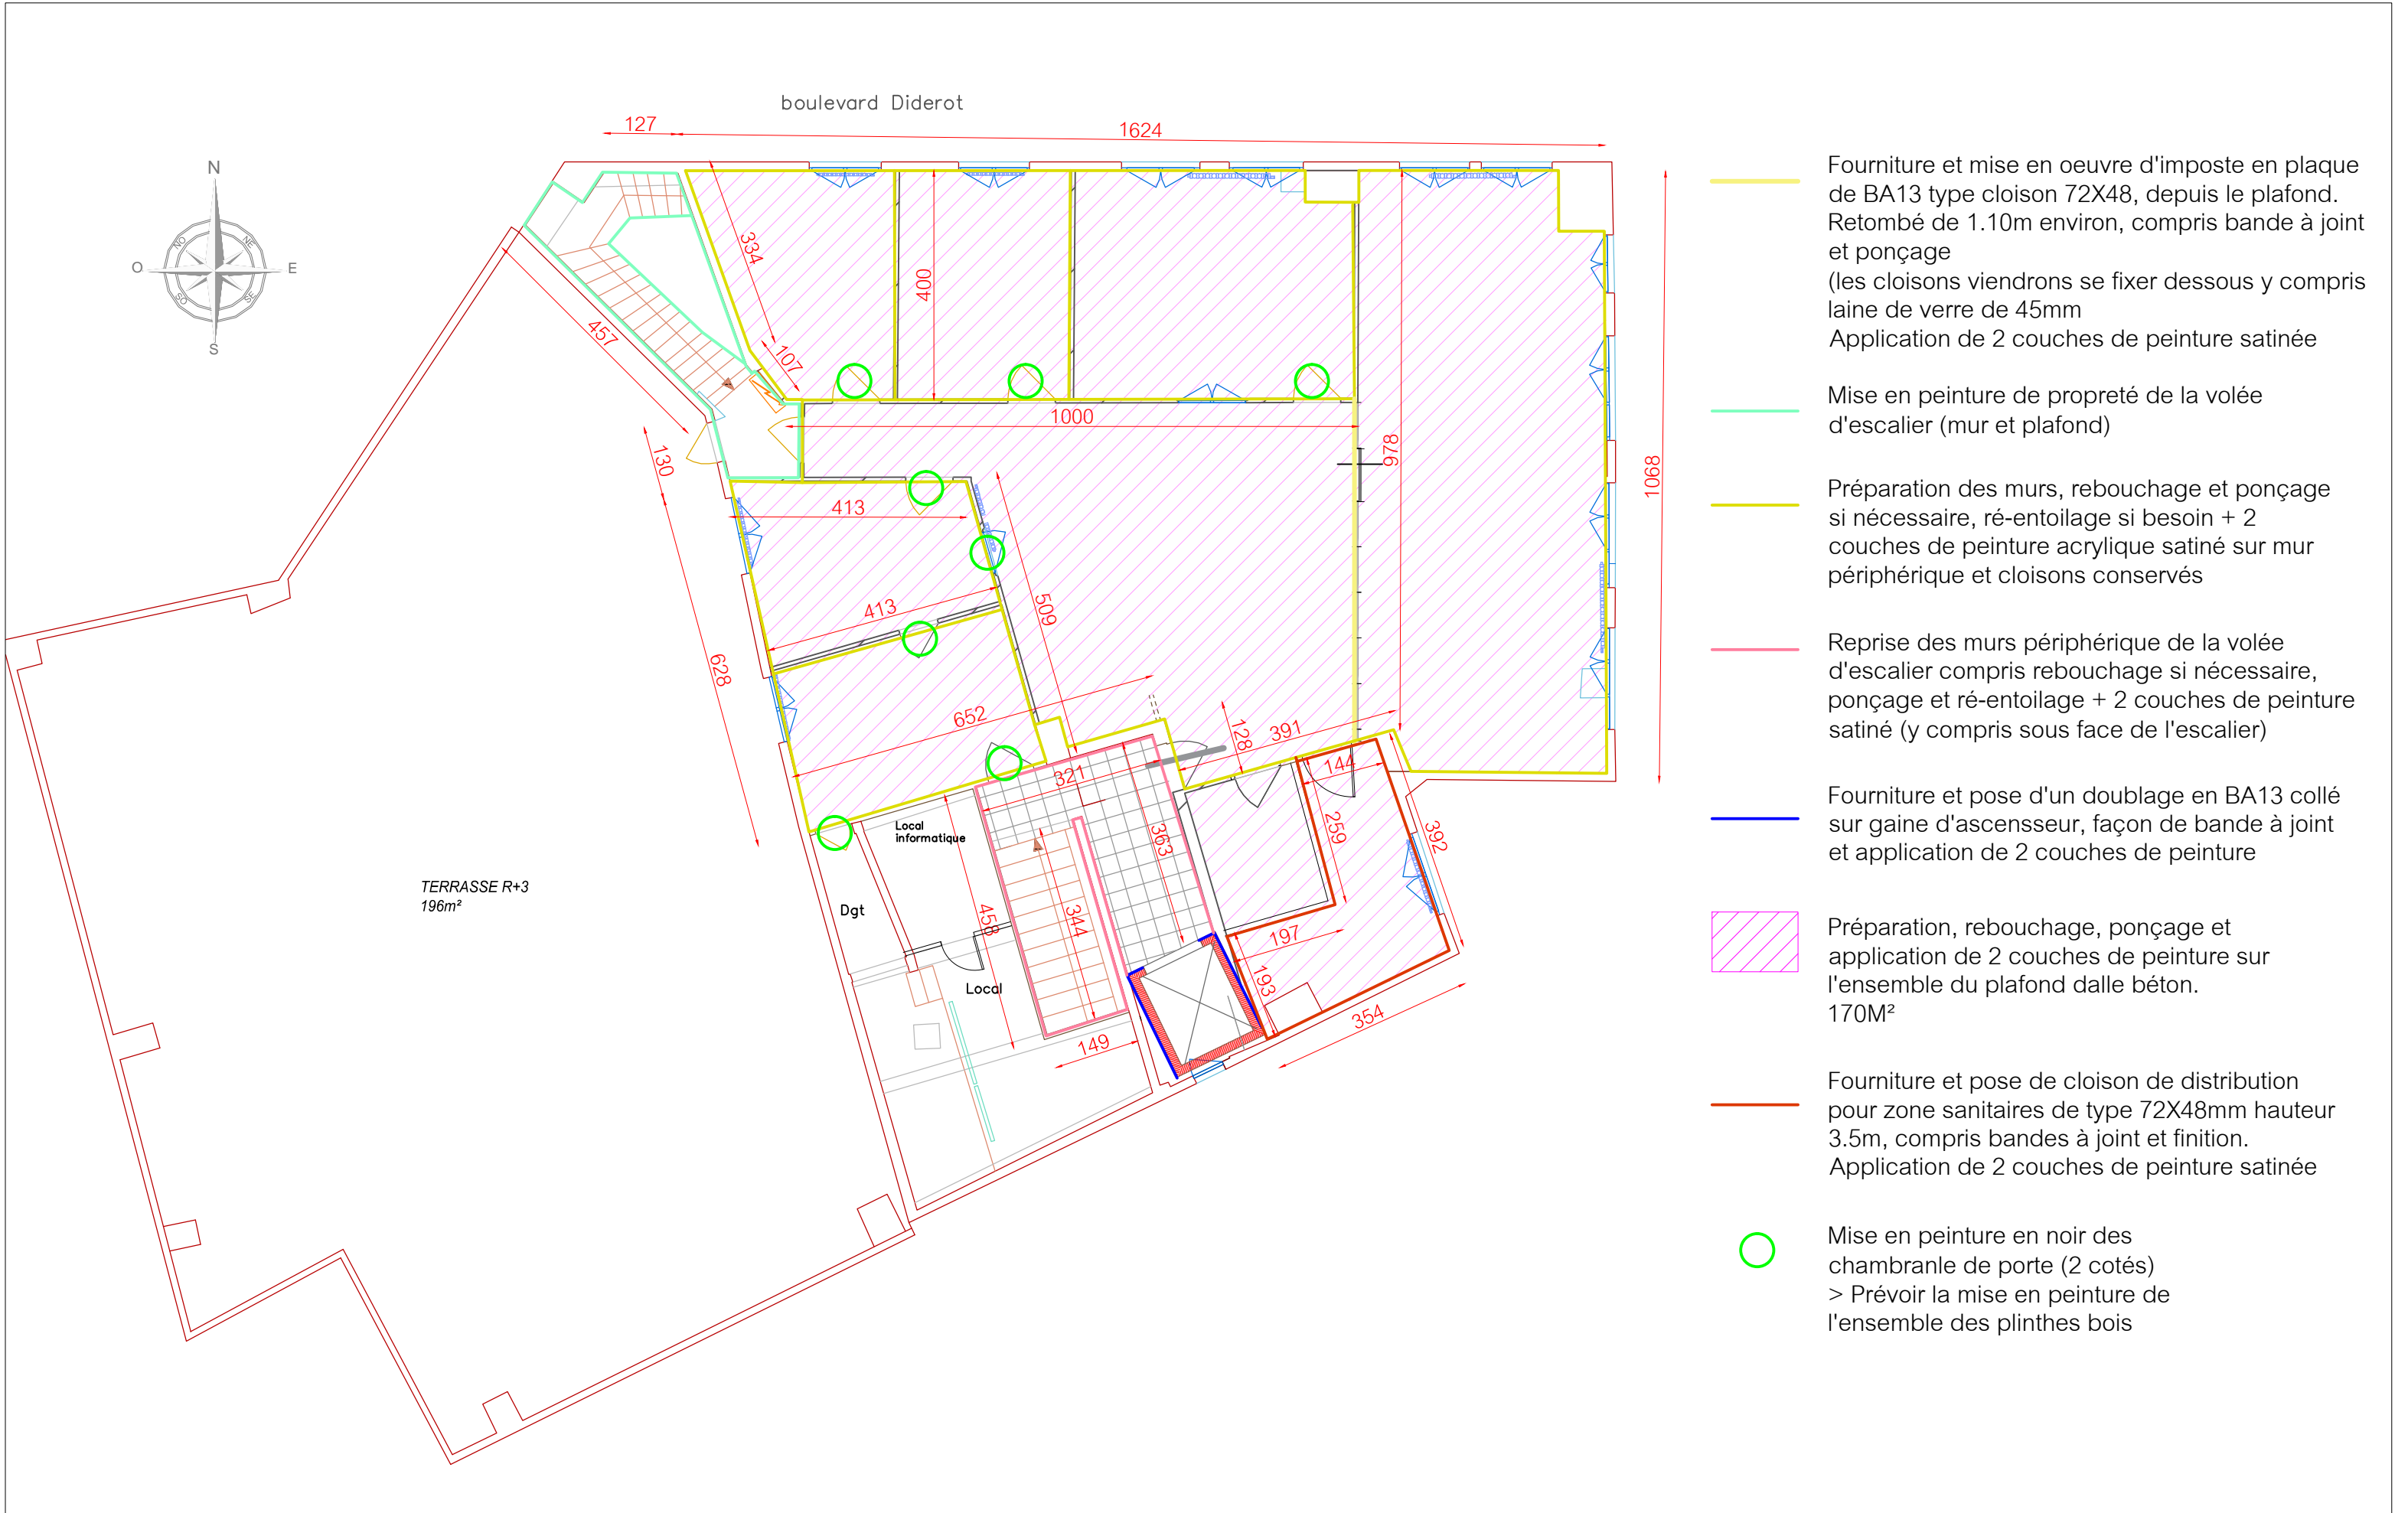 boulevard Diderot
127
1624
N
NO
NE
O
E
SO
SE
S
334
457
107
400
1000
978
1068
130
413
413
509
628
652
128
391
321
144
259
392
363
458
344
197
193
354
149
Local
informatique
Dgt
Local
TERRASSE R+3
196m²
Fourniture et mise en oeuvre d'imposte en plaque
de BA13 type cloison 72X48, depuis le plafond.
Retombé de 1.10m environ, compris bande à joint
et ponçage
(les cloisons viendrons se fixer dessous y compris
laine de verre de 45mm
Application de 2 couches de peinture satinée
Mise en peinture de propreté de la volée
d'escalier (mur et plafond)
Préparation des murs, rebouchage et ponçage
si nécessaire, ré-entoilage si besoin + 2
couches de peinture acrylique satiné sur mur
périphérique et cloisons conservés
Reprise des murs périphérique de la volée
d'escalier compris rebouchage si nécessaire,
ponçage et ré-entoilage + 2 couches de peinture
satiné (y compris sous face de l'escalier)
Fourniture et pose d'un doublage en BA13 collé
sur gaine d'ascensseur, façon de bande à joint
et application de 2 couches de peinture
Préparation, rebouchage, ponçage et
application de 2 couches de peinture sur
l'ensemble du plafond dalle béton.
170M²
Fourniture et pose de cloison de distribution
pour zone sanitaires de type 72X48mm hauteur
3.5m, compris bandes à joint et finition.
Application de 2 couches de peinture satinée
Mise en peinture en noir des
chambranle de porte (2 cotés)
> Prévoir la mise en peinture de
l'ensemble des plinthes bois